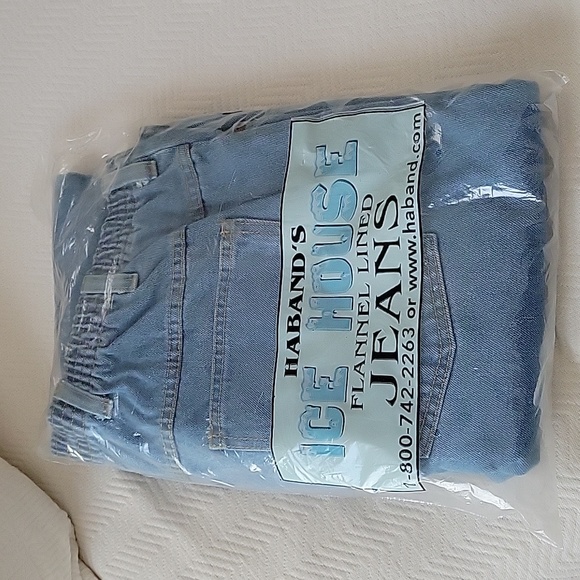 HABAND'S
ICE HOUSE
FLANNEL LINED
JEANS
1-800-742-2263 or www.haband.com